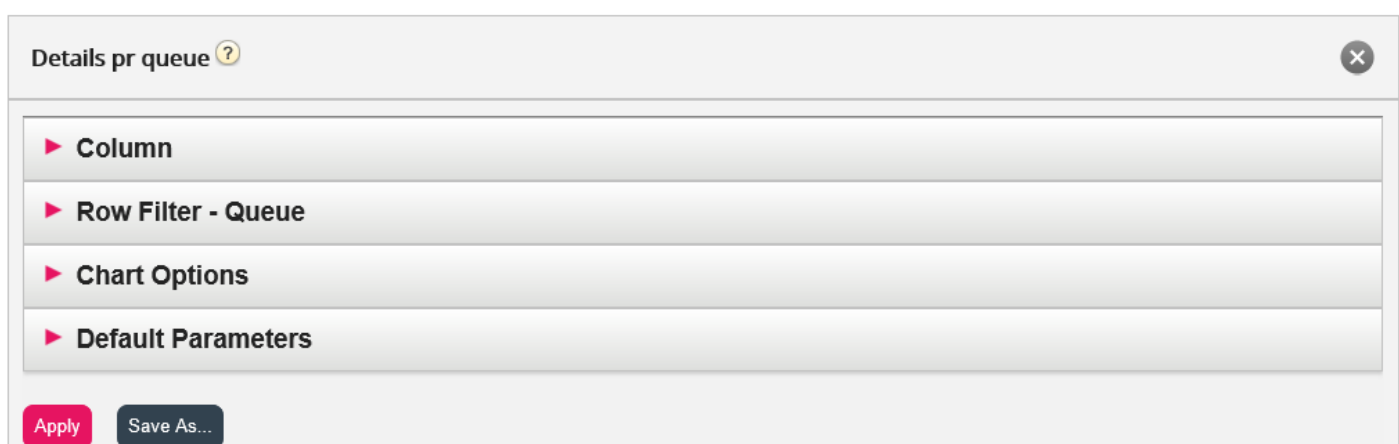 Details pr queue ?
Column
Row Filter - Queue
Chart Options
Default Parameters
Apply Save As...